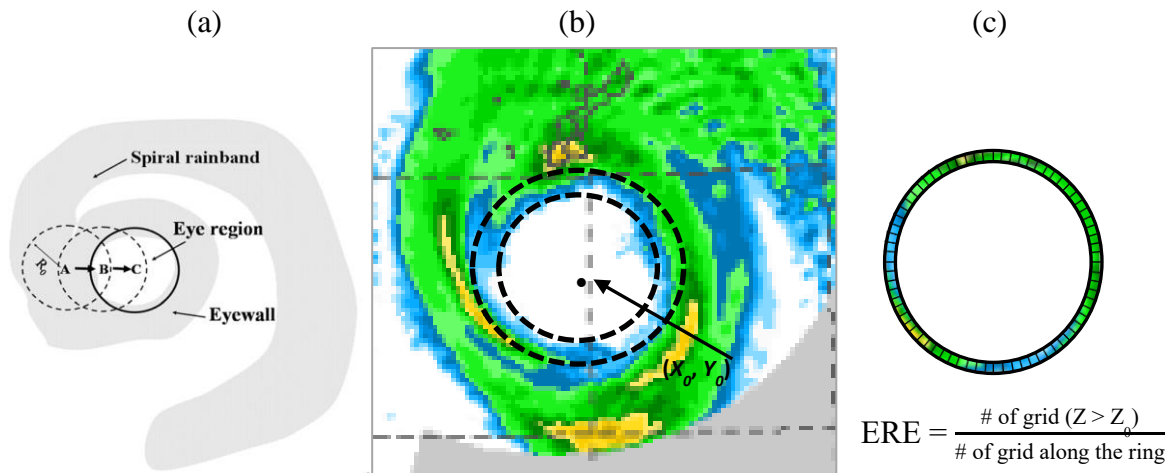 (a)
(b)
(c)
Spiral rainband
Eye region
R₀
A
B
C
Eyewall
(X₀, Y₀)
ERE = # of grid (Z > Z₀) / # of grid along the ring